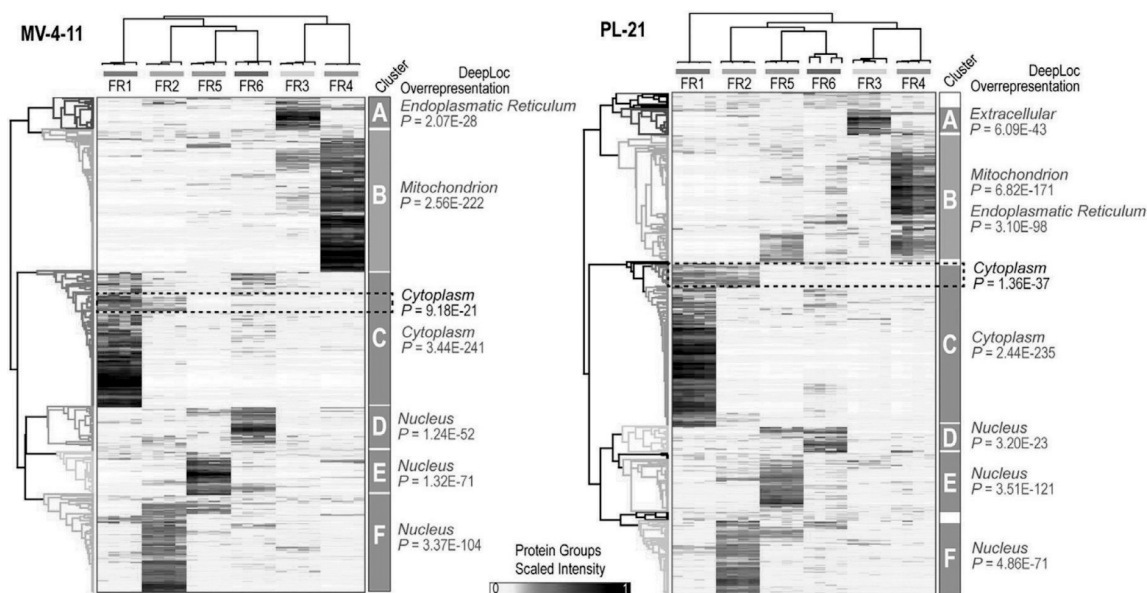 MV-4-11
FR1 FR2 FR5 FR6 FR3 FR4
Cluster
DeepLoc
Overrepresentation
A
Endoplasmatic Reticulum
P = 2.07E-28
B
Mitochondrion
P = 2.56E-222
Cytoplasm
P = 9.18E-21
C
Cytoplasm
P = 3.44E-241
D
Nucleus
P = 1.24E-52
E
Nucleus
P = 1.32E-71
F
Nucleus
P = 3.37E-104
Protein Groups
Scaled Intensity
0 1
PL-21
FR1 FR2 FR5 FR6 FR3 FR4
Cluster
DeepLoc
Overrepresentation
A
Extracellular
P = 6.09E-43
B
Mitochondrion
P = 6.82E-171
Endoplasmatic Reticulum
P = 3.10E-98
Cytoplasm
P = 1.36E-37
C
Cytoplasm
P = 2.44E-235
D
Nucleus
P = 3.20E-23
E
Nucleus
P = 3.51E-121
F
Nucleus
P = 4.86E-71